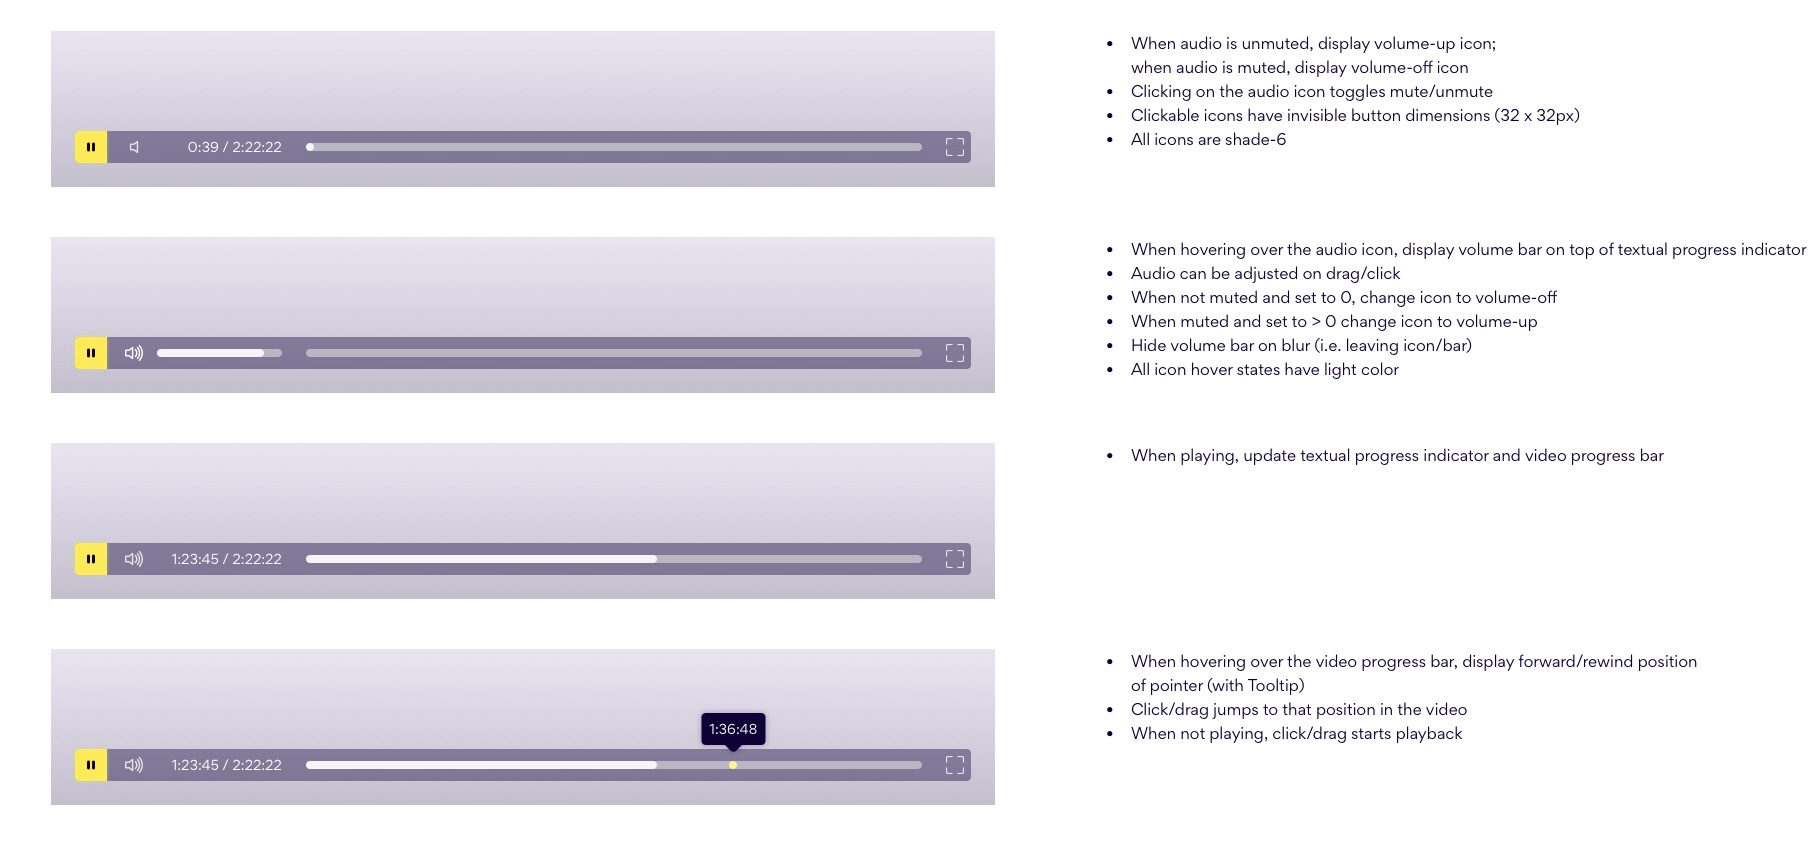 • When audio is unmuted, display volume-up icon;
when audio is muted, display volume-off icon
• Clicking on the audio icon toggles mute/unmute
• Clickable icons have invisible button dimensions (32 x 32px)
• All icons are shade-6
0:39 / 2:22:22
• When hovering over the audio icon, display volume bar on top of textual progress indicator
• Audio can be adjusted on drag/click
• When not muted and set to 0, change icon to volume-off
• When muted and set to > 0 change icon to volume-up
• Hide volume bar on blur (i.e. leaving icon/bar)
• All icon hover states have light color
• When playing, update textual progress indicator and video progress bar
1:23:45 / 2:22:22
• When hovering over the video progress bar, display forward/rewind position
of pointer (with Tooltip)
• Click/drag jumps to that position in the video
• When not playing, click/drag starts playback
1:36:48
1:23:45 / 2:22:22